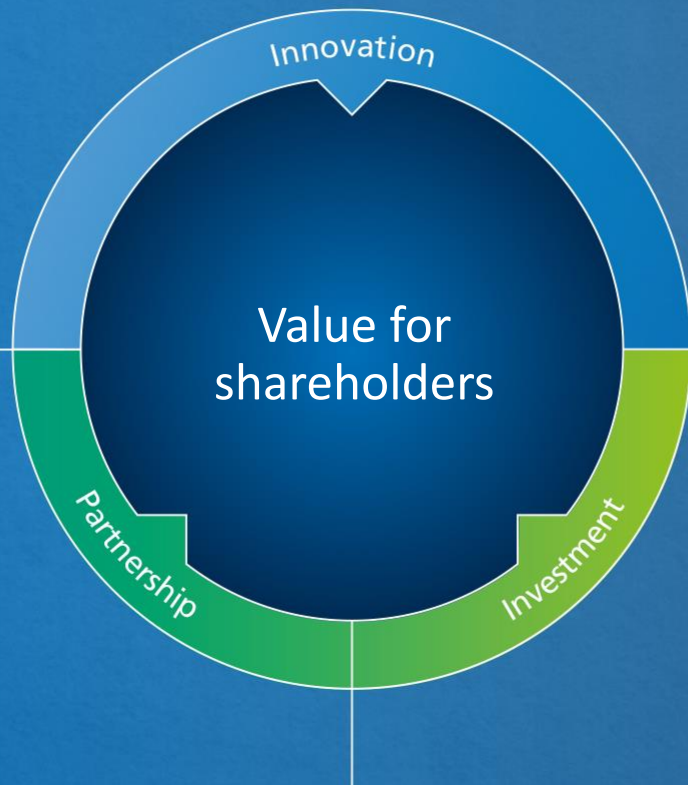 Innovation
Value for
shareholders
Partnership
Investment